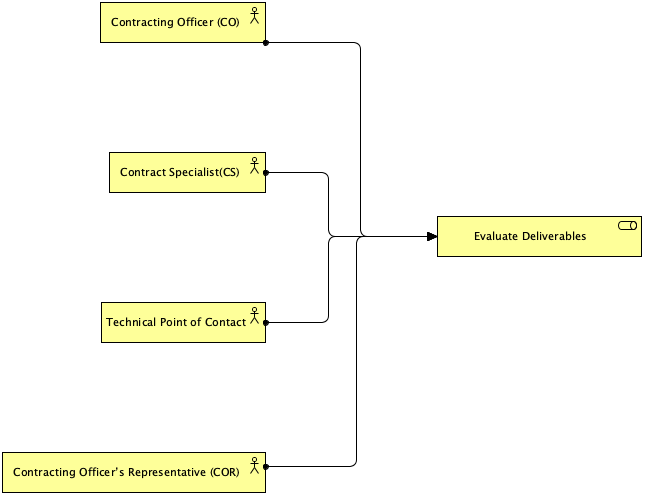 Contracting Officer (CO)
Contract Specialist(CS)
Evaluate Deliverables
Technical Point of Contact
Contracting Officer's Representative (COR)